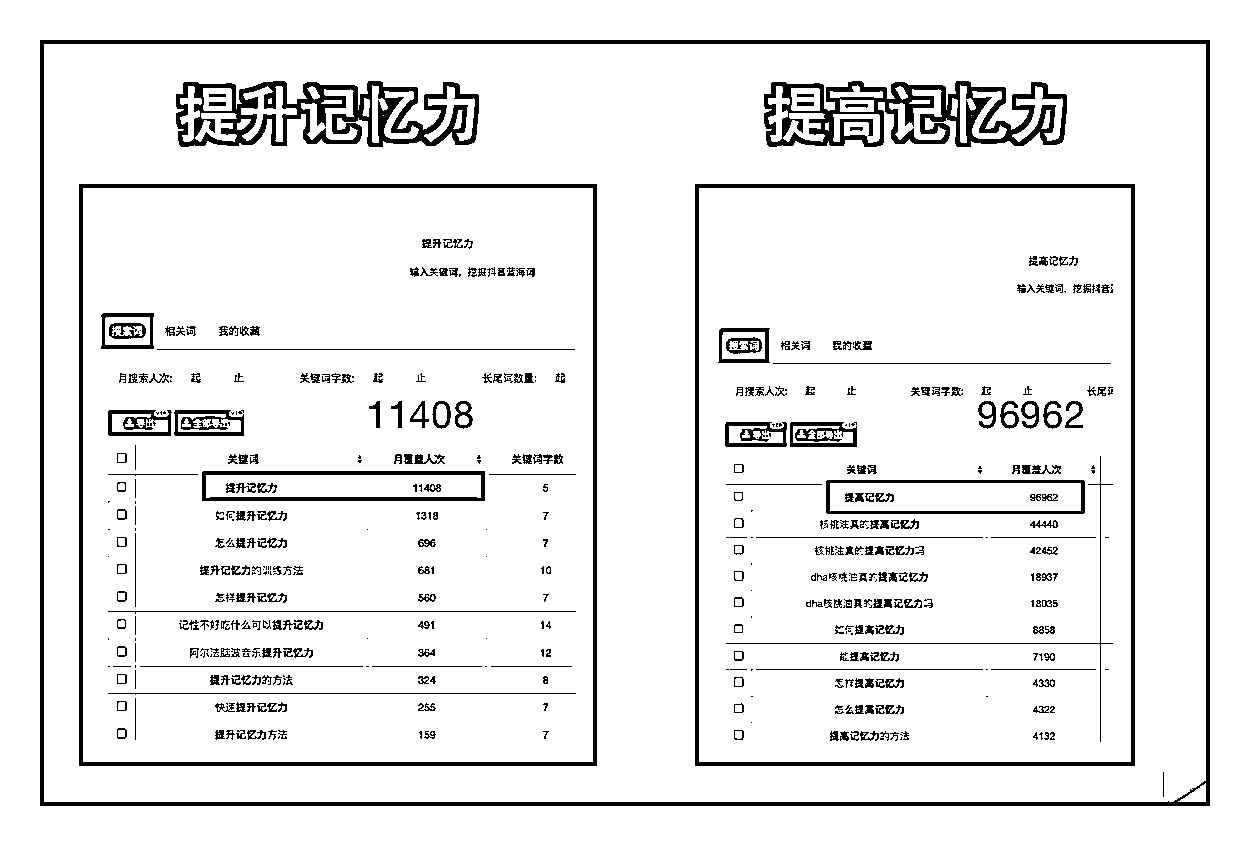 提升记忆力
提升记忆力
输入关键词，挖掘抖音蓝海词
搜索词 相关词 我的收藏
月搜索人次: 起 止 关键词字数: 起 止 长尾词数量: 起
11408
导出 VIP 全部导出 VIP
关键词 月覆盖人次 关键词字数
提升记忆力 11408 5
如何提升记忆力 1318 7
怎么提升记忆力 696 7
提升记忆力的训练方法 681 10
怎样提升记忆力 560 7
记性不好吃什么可以提升记忆力 491 14
阿尔法脑波音乐提升记忆力 364 12
提升记忆力的方法 324 8
快速提升记忆力 255 7
提升记忆力方法 159 7
提高记忆力
提高记忆力
输入关键词，挖掘抖音
搜索词 相关词 我的收藏
月搜索人次: 起 止 关键词字数: 起 止 长尾
96962
导出 VIP 全部导出 VIP
关键词 月覆盖人次
提高记忆力 96962
核桃油真的提高记忆力 44440
核桃油真的提高记忆力吗 42452
dha核桃油真的提高记忆力 18937
dha核桃油真的提高记忆力吗 18035
如何提高记忆力 8858
能提高记忆力 7190
怎样提高记忆力 4330
怎么提高记忆力 4322
提高记忆力的方法 4132